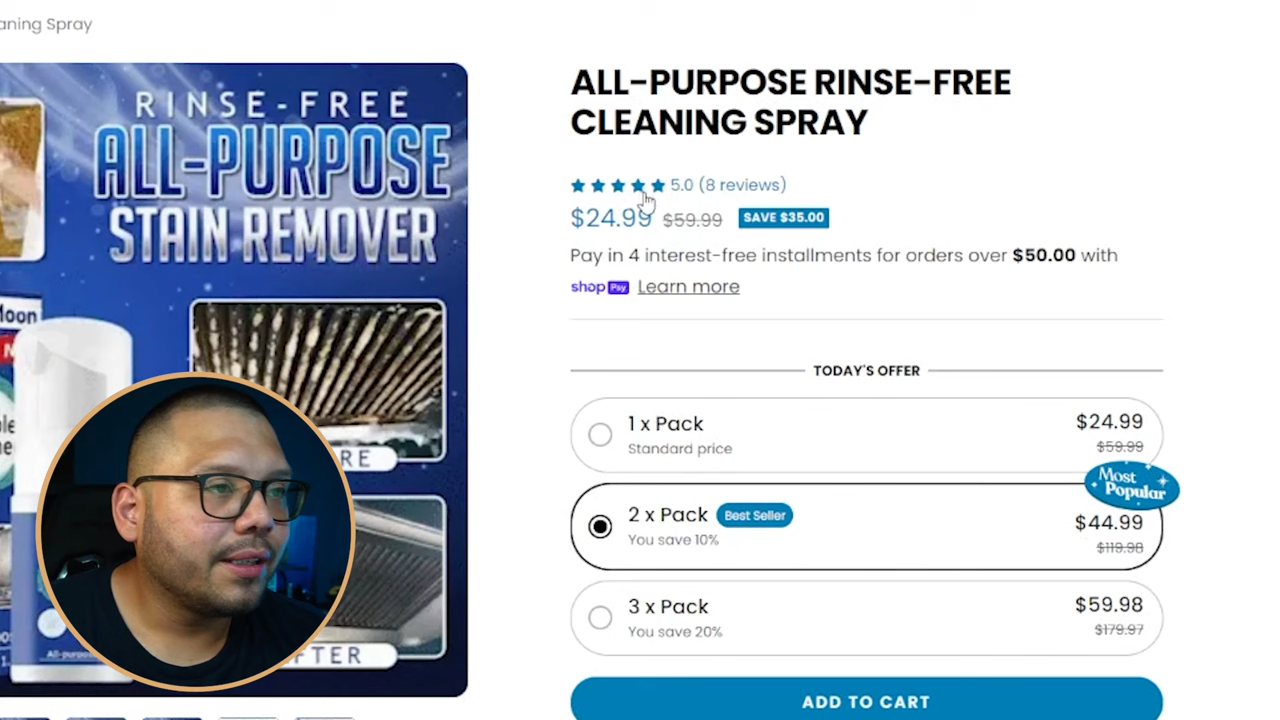 aning Spray
RINSE-FREE
ALL-PURPOSE
STAIN REMOVER
ALL-PURPOSE RINSE-FREE
CLEANING SPRAY
5.0 (8 reviews)
$24.99 $59.99 SAVE $35.00
Pay in 4 interest-free installments for orders over $50.00 with
shop Pay Learn more
TODAY'S OFFER
1 x Pack
$24.99
Standard price
$59.99
Most
Popular
2 x Pack Best Seller
$44.99
You save 10%
$119.98
3 x Pack
$59.98
You save 20%
$179.97
ADD TO CART